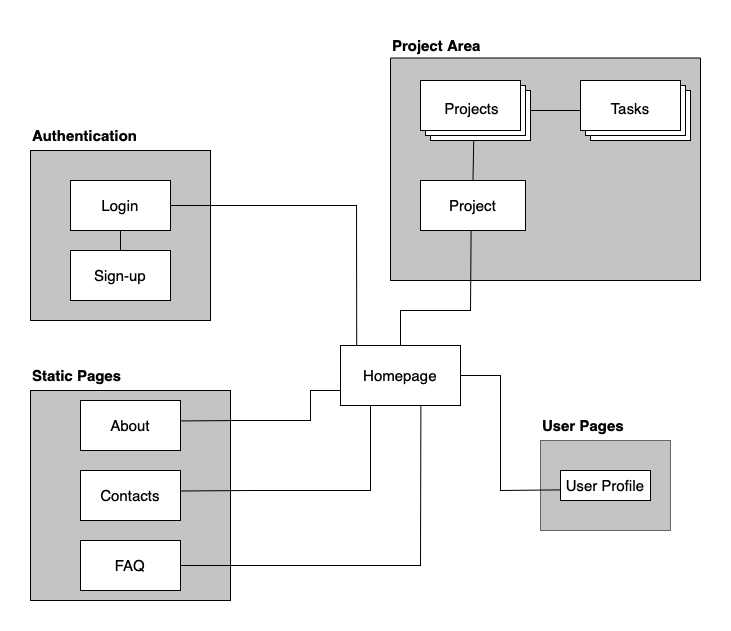 Project Area
Projects
Tasks
Authentication
Login
Project
Sign-up
Homepage
Static Pages
About
User Pages
User Profile
Contacts
FAQ